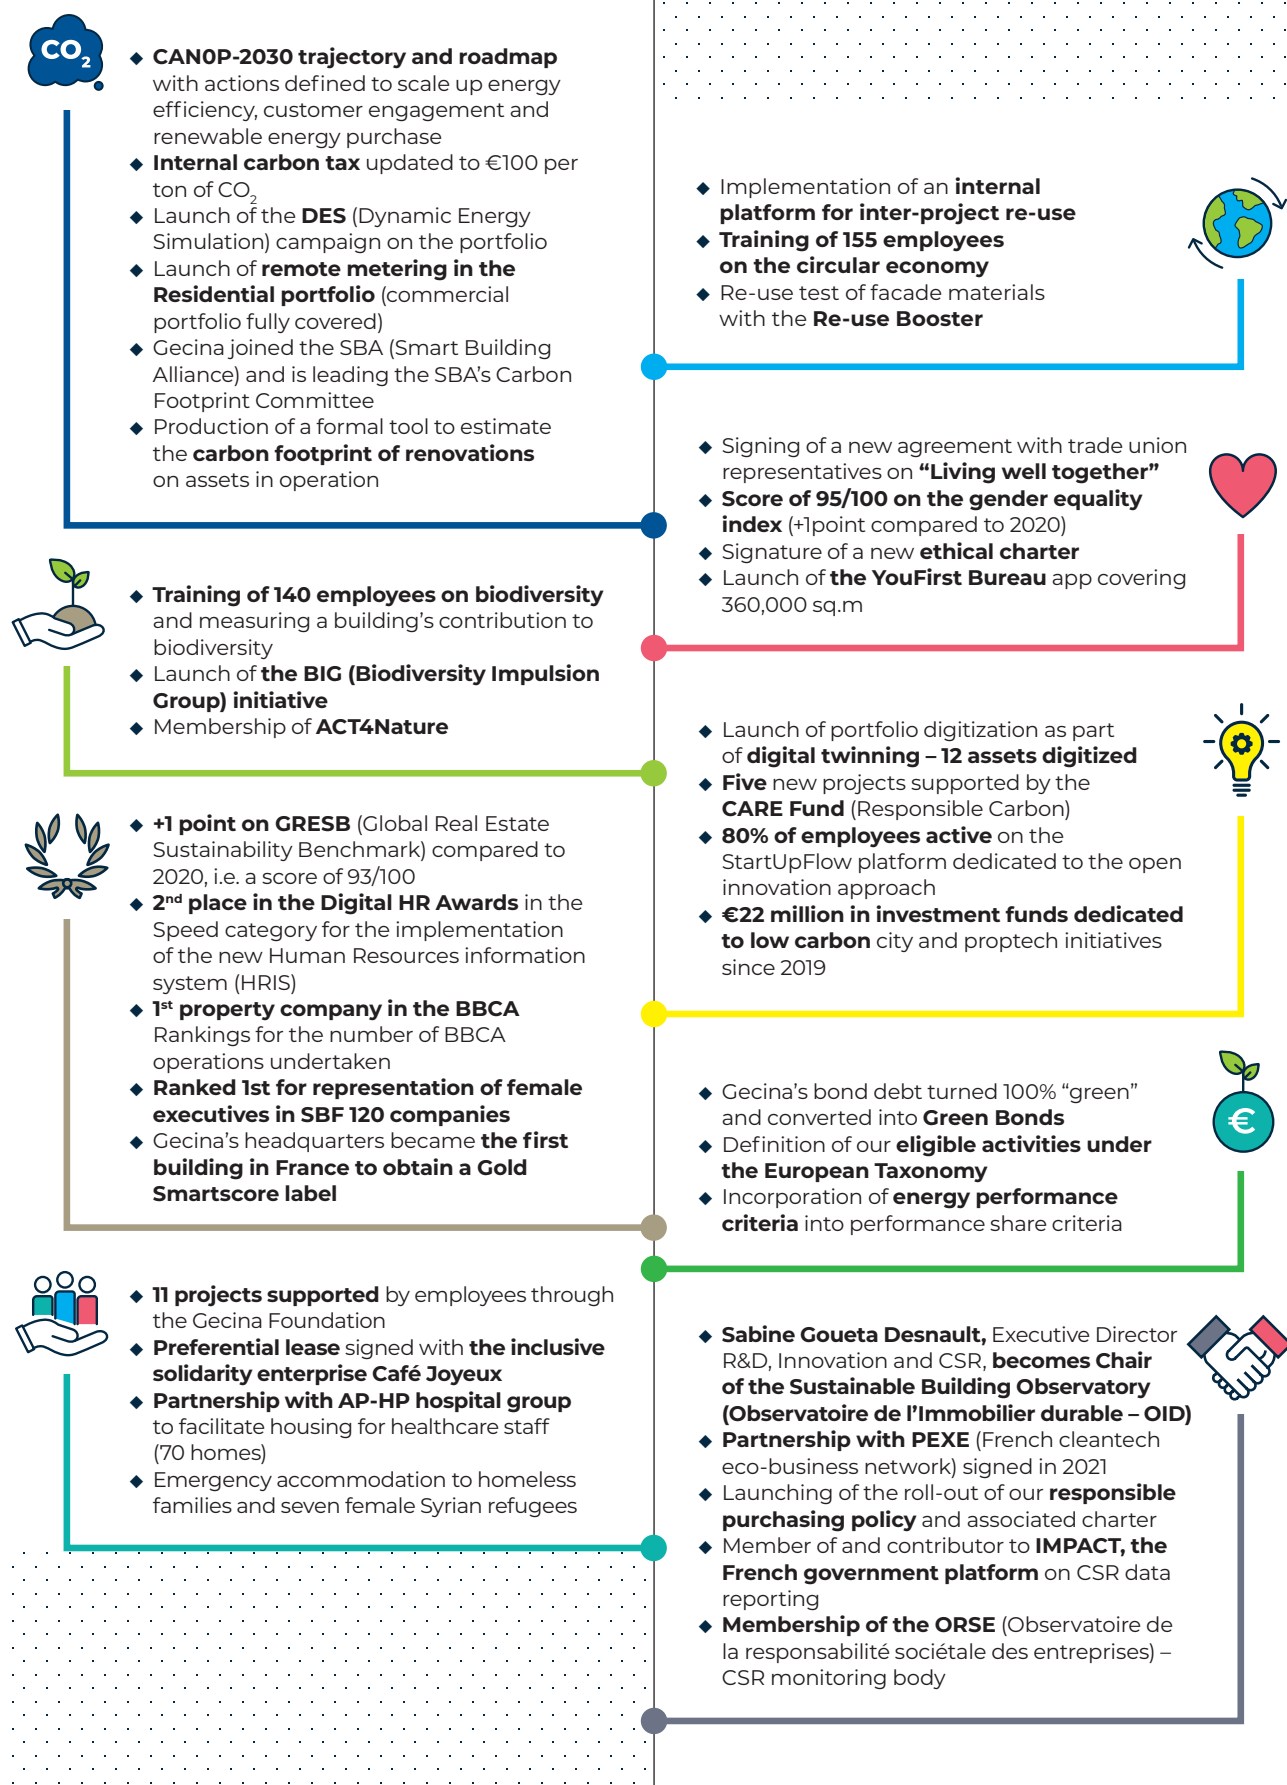 CO2
◆ CAN0P-2030 trajectory and roadmap
with actions defined to scale up energy
efficiency, customer engagement and
renewable energy purchase
◆ Internal carbon tax updated to €100 per
ton of CO2
◆ Launch of the DES (Dynamic Energy
Simulation) campaign on the portfolio
◆ Launch of remote metering in the
Residential portfolio (commercial
portfolio fully covered)
◆ Gecina joined the SBA (Smart Building
Alliance) and is leading the SBA’s Carbon
Footprint Committee
◆ Production of a formal tool to estimate
the carbon footprint of renovations
on assets in operation
◆ Training of 140 employees on biodiversity
and measuring a building’s contribution to
biodiversity
◆ Launch of the BIG (Biodiversity Impulsion
Group) initiative
◆ Membership of ACT4Nature
◆ +1 point on GRESB (Global Real Estate
Sustainability Benchmark) compared to
2020, i.e. a score of 93/100
◆ 2nd place in the Digital HR Awards in the
Speed category for the implementation
of the new Human Resources information
system (HRIS)
◆ 1st property company in the BBCA
Rankings for the number of BBCA
operations undertaken
◆ Ranked 1st for representation of female
executives in SBF 120 companies
◆ Gecina’s headquarters became the first
building in France to obtain a Gold
Smartscore label
◆ 11 projects supported by employees through
the Gecina Foundation
◆ Preferential lease signed with the inclusive
solidarity enterprise Café Joyeux
◆ Partnership with AP-HP hospital group
to facilitate housing for healthcare staff
(70 homes)
◆ Emergency accommodation to homeless
families and seven female Syrian refugees
◆ Implementation of an internal
platform for inter-project re-use
◆ Training of 155 employees
on the circular economy
◆ Re-use test of facade materials
with the Re-use Booster
◆ Signing of a new agreement with trade union
representatives on “Living well together”
◆ Score of 95/100 on the gender equality
index (+1point compared to 2020)
◆ Signature of a new ethical charter
◆ Launch of the YouFirst Bureau app covering
360,000 sq.m
◆ Launch of portfolio digitization as part
of digital twinning – 12 assets digitized
◆ Five new projects supported by the
CARE Fund (Responsible Carbon)
◆ 80% of employees active on the
StartUpFlow platform dedicated to the open
innovation approach
◆ €22 million in investment funds dedicated
to low carbon city and proptech initiatives
since 2019
€
◆ Gecina’s bond debt turned 100% “green”
and converted into Green Bonds
◆ Definition of our eligible activities under
the European Taxonomy
◆ Incorporation of energy performance
criteria into performance share criteria
◆ Sabine Goueta Desnault, Executive Director
R&D, Innovation and CSR, becomes Chair
of the Sustainable Building Observatory
(Observatoire de l’Immobilier durable – OID)
◆ Partnership with PEXE (French cleantech
eco-business network) signed in 2021
◆ Launching of the roll-out of our responsible
purchasing policy and associated charter
◆ Member of and contributor to IMPACT, the
French government platform on CSR data
reporting
◆ Membership of the ORSE (Observatoire de
la responsabilité sociétale des entreprises) –
CSR monitoring body